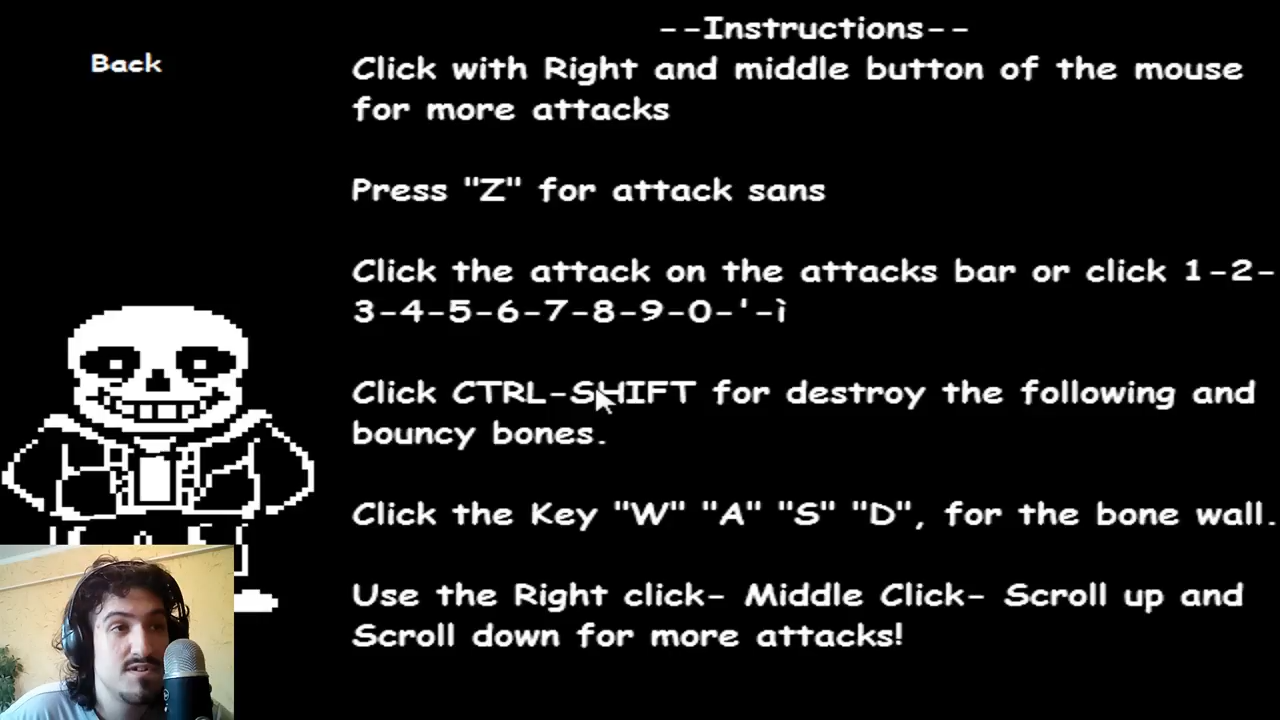 --Instructions--
Back
Click with Right and middle button of the mouse
for more attacks
Press "Z" for attack sans
Click the attack on the attacks bar or click 1-2-
3-4-5-6-7-8-9-0-'-ì
Click CTRL-SHIFT for destroy the following and
bouncy bones.
Click the Key "W" "A" "S" "D", for the bone wall.
Use the Right click- Middle Click- Scroll up and
Scroll down for more attacks!